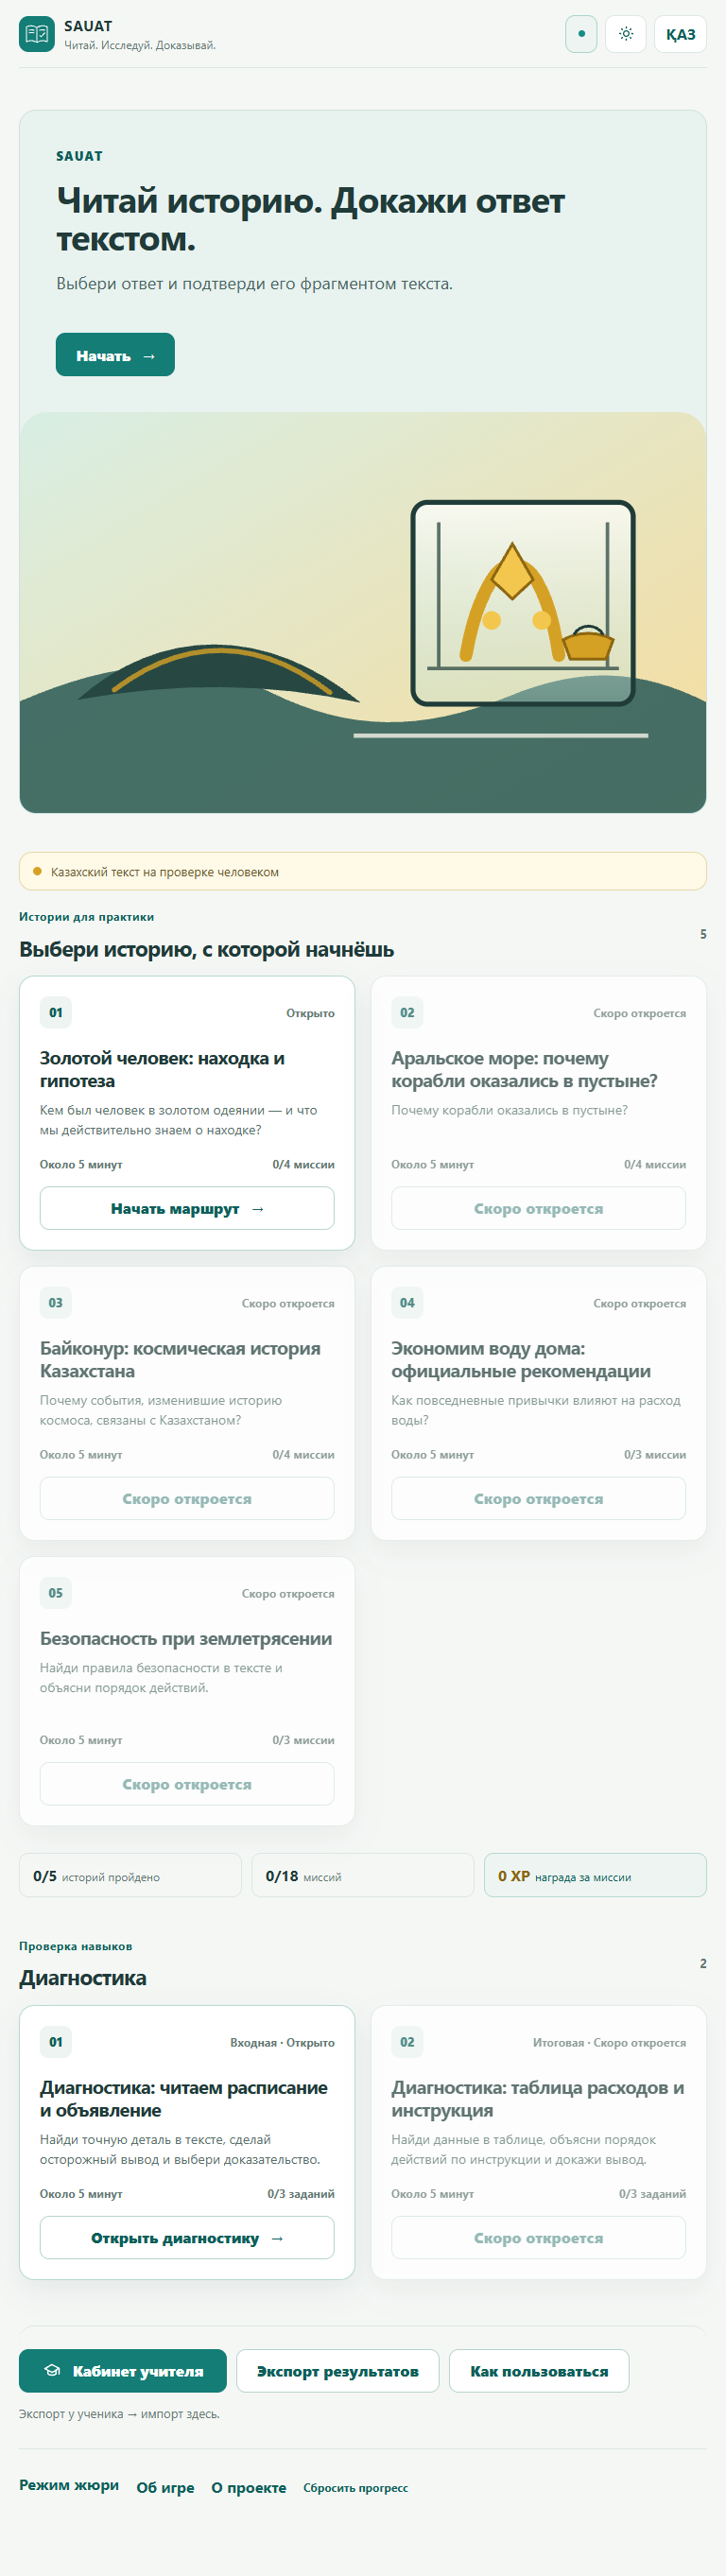 SAUAT
Читай. Исследуй. Доказывай.
ҚАЗ
SAUAT
Читай историю. Докажи ответ
текстом.
Выбери ответ и подтверди его фрагментом текста.
Начать →
Казахский текст на проверке человеком
Истории для практики
Выбери историю, с которой начнёшь
5
01
Открыто
Золотой человек: находка и
гипотеза
Кем был человек в золотом одеянии — и что
мы действительно знаем о находке?
Около 5 минут
0/4 миссии
Начать маршрут →
02
Скоро откроется
Аральское море: почему
корабли оказались в пустыне?
Почему корабли оказались в пустыне?
Около 5 минут
0/4 миссии
Скоро откроется
03
Скоро откроется
Байконур: космическая история
Казахстана
Почему события, изменившие историю
космоса, связаны с Казахстаном?
Около 5 минут
0/4 миссии
Скоро откроется
04
Скоро откроется
Экономим воду дома:
официальные рекомендации
Как повседневные привычки влияют на расход
воды?
Около 5 минут
0/3 миссии
Скоро откроется
05
Скоро откроется
Безопасность при землетрясении
Найди правила безопасности в тексте и
объясни порядок действий.
Около 5 минут
0/3 миссии
Скоро откроется
0/5 историй пройдено
0/18 миссий
0 XP награда за миссии
Проверка навыков
Диагностика
2
01
Входная · Открыто
Диагностика: читаем расписание
и объявление
Найди точную деталь в тексте, сделай
осторожный вывод и выбери доказательство.
Около 5 минут
0/3 заданий
Открыть диагностику →
02
Итоговая · Скоро откроется
Диагностика: таблица расходов и
инструкция
Найди данные в таблице, объясни порядок
действий по инструкции и докажи вывод.
Около 5 минут
0/3 заданий
Скоро откроется
Кабинет учителя
Экспорт результатов
Как пользоваться
Экспорт у ученика → импорт здесь.
Режим жюри
Об игре
О проекте
Сбросить прогресс